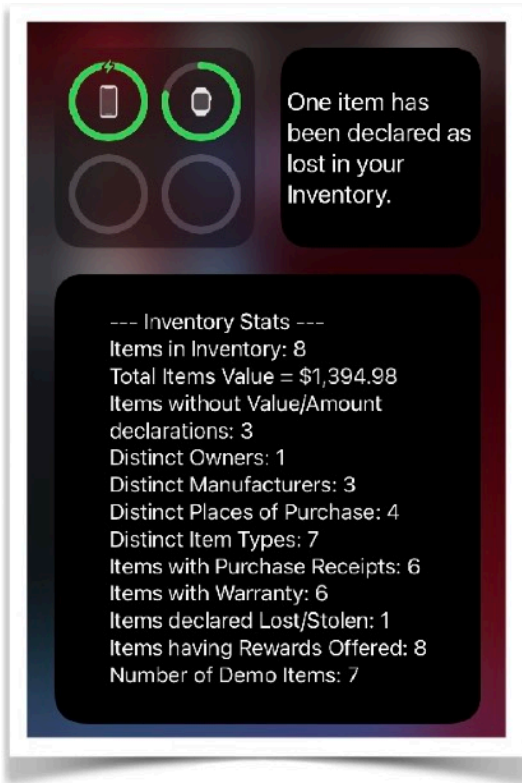 One item has
been declared as
lost in your
Inventory.
--- Inventory Stats ---
Items in Inventory: 8
Total Items Value = $1,394.98
Items without Value/Amount
declarations: 3
Distinct Owners: 1
Distinct Manufacturers: 3
Distinct Places of Purchase: 4
Distinct Item Types: 7
Items with Purchase Receipts: 6
Items with Warranty: 6
Items declared Lost/Stolen: 1
Items having Rewards Offered: 8
Number of Demo Items: 7